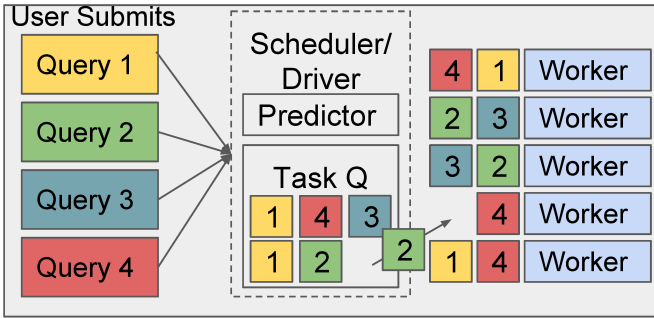 User Submits
Query 1
Query 2
Query 3
Query 4
Scheduler/
Driver
Predictor
Task Q
1 4 3
1 2
2
4 1 Worker
2 3 Worker
3 2 Worker
4 Worker
1 4 Worker